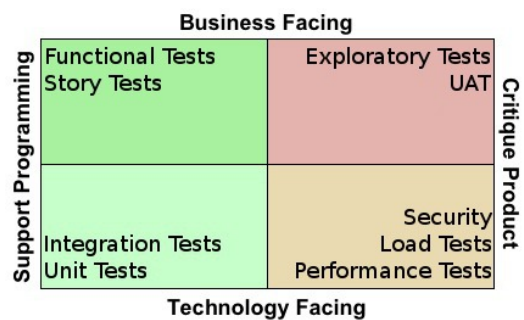 Business Facing
Support Programming
Functional Tests
Story Tests
Exploratory Tests
UAT
Critique Product
Integration Tests
Unit Tests
Security
Load Tests
Performance Tests
Technology Facing